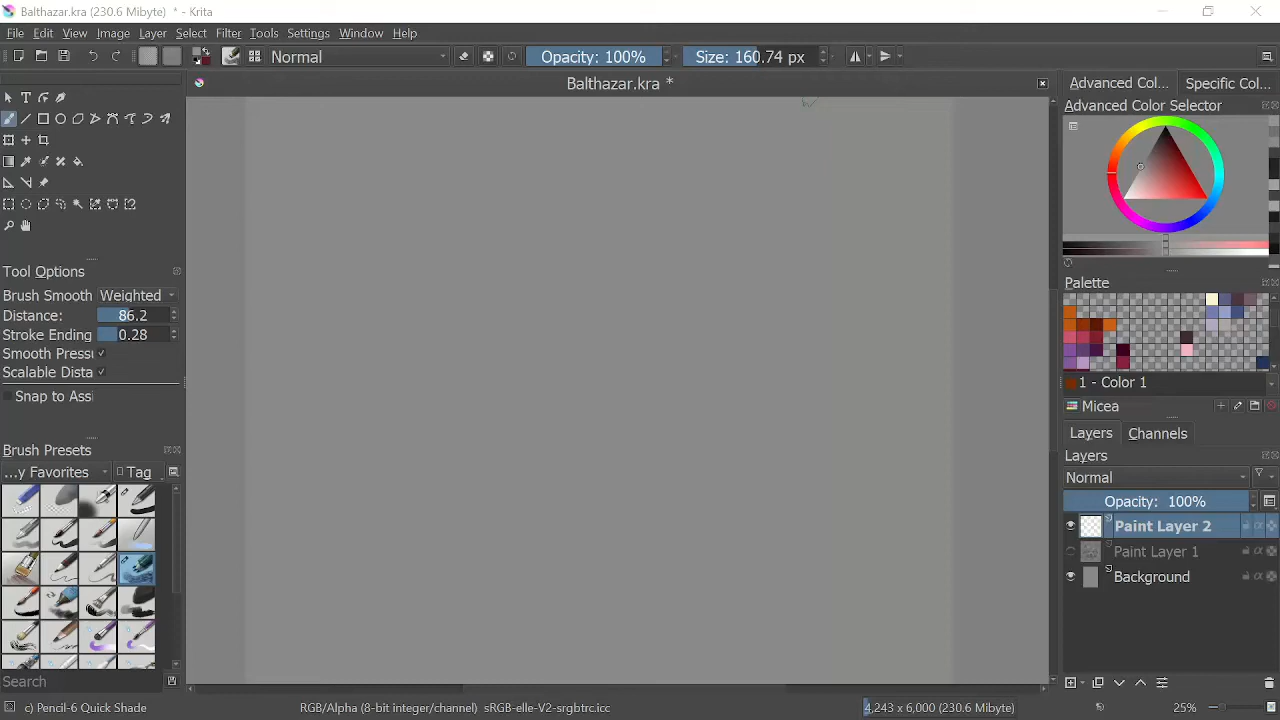 Balthazar.kra (230.6 Mibyte) * - Krita
File Edit View Image Layer Select Filter Tools Settings Window Help
Normal Opacity: 100% Size: 160.74 px
Balthazar.kra *
Advanced Col... Specific Col...
Advanced Color Selector
Tool Options
Brush Smooth Weighted
Distance: 86.2
Stroke Ending 0.28
Smooth Pressu
Scalable Dista
Snap to Assi
Palette
1 - Color 1
Micea
Layers Channels
Layers
Normal
Opacity: 100%
Paint Layer 2
Paint Layer 1
Background
Brush Presets
...y Favorites Tag
Search
c) Pencil-6 Quick Shade RGB/Alpha (8-bit integer/channel) sRGB-elle-V2-srgbtrc.icc 4,243 x 6,000 (230.6 Mibyte) 25%